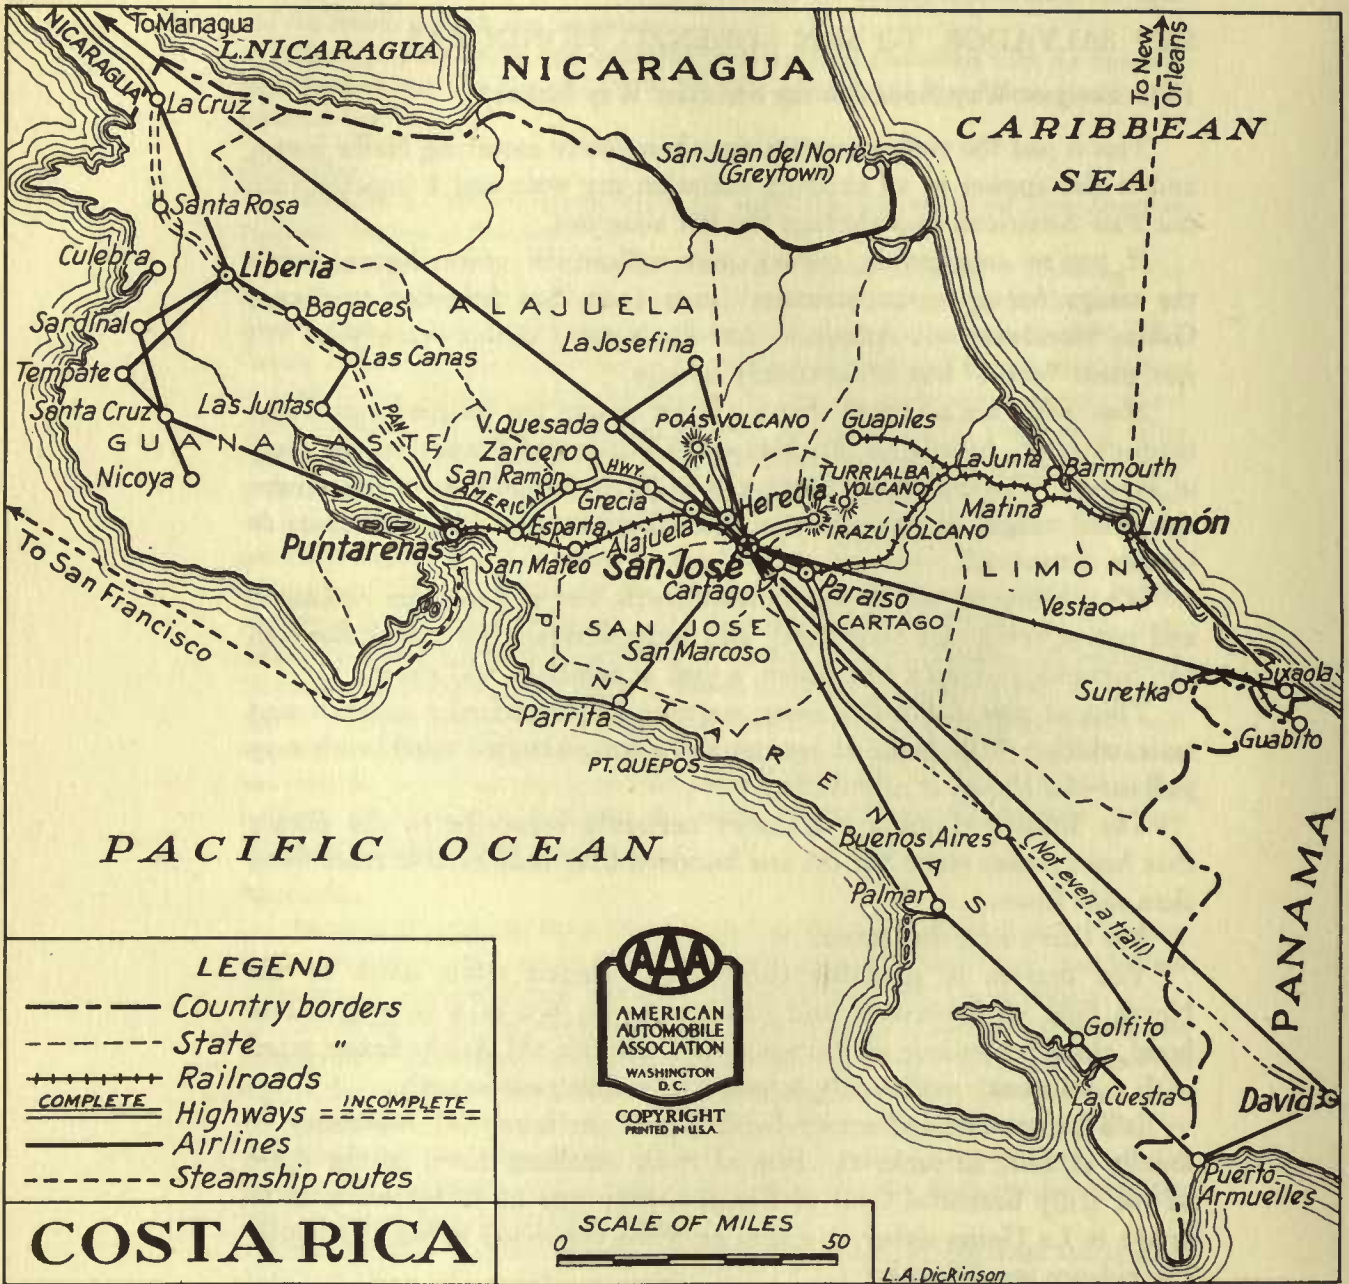 To Managua
NICARAGUA
L. NICARAGUA
NICARAGUA
To New
Orleans
CARIBBEAN
SEA
La Cruz
San Juan del Norte
(Greytown)
Santa Rosa
Culebra
Liberia
Bagaces
ALAJUELA
Sardinal
La Josefina
Las Canas
Tempate
Santa Cruz
Las Juntas
PAN
AMERICAN
HWY.
V. Quesada
POÁS VOLCANO
Guapiles
GUANACASTE
Zarcero
La Junta
Barmouth
Nicoya
San Ramòn
Grecia
Heredia
TURRIALBA
VOLCANO
Matina
Limón
To San Francisco
Puntarenas
Esparta
Alajuela
IRAZÚ VOLCANO
San Mateo
San José
Cartago
Paraiso
LIMON
Vesta
CARTAGO
SAN JOSE
San Marcos
PUNTARENAS
Parrita
Suretka
Sixaola
Guabito
PT. QUEPOS
PACIFIC OCEAN
Buenos Aires
(Not even a trail)
PANAMA
Palmar
Golfito
La Cuestra
David
Puerto
Armuelles
LEGEND
Country borders
State "
Railroads
COMPLETE Highways INCOMPLETE
Airlines
Steamship routes
AAA
AMERICAN
AUTOMOBILE
ASSOCIATION
WASHINGTON
D.C.
COPYRIGHT
PRINTED IN U.S.A.
COSTA RICA
SCALE OF MILES
0 50
L.A. Dickinson